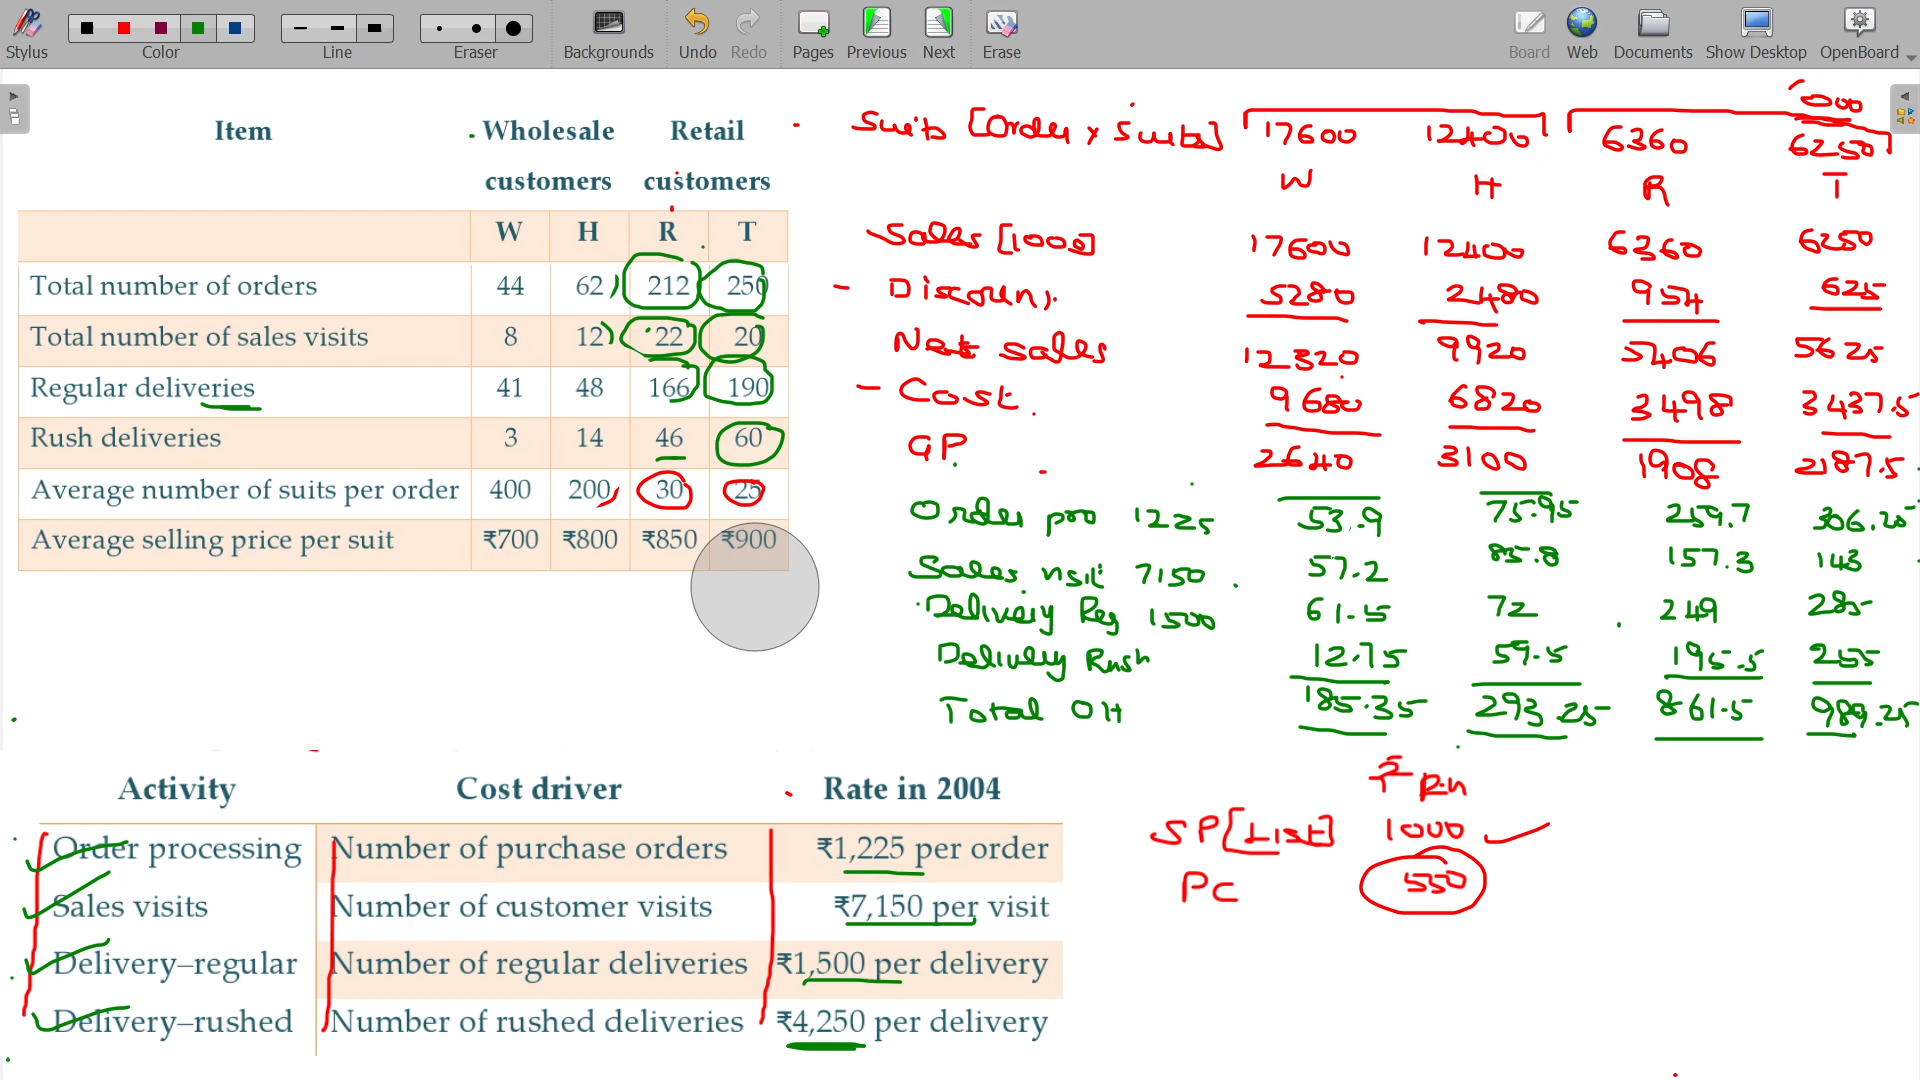 Stylus Color Line Eraser Backgrounds Undo Redo Pages Previous Next Erase Board Web Documents Show Desktop OpenBoard
Item Wholesale customers Retail customers
W H R T
Total number of orders 44 62 212 250
Total number of sales visits 8 12 22 20
Regular deliveries 41 48 166 190
Rush deliveries 3 14 46 60
Average number of suits per order 400 200 30 25
Average selling price per suit ₹700 ₹800 ₹850 ₹900
'000
Suits [Order x Suits] 17600 12400 6360 6250
W H R T
Sales [1000] 17600 12400 6360 6250
- Discount 5280 2480 954 625
Net sales 12320 9920 5406 5625
- Cost 9680 6820 3498 3437.5
GP 2640 3100 1908 2187.5
Order pro 1225 53.9 75.95 259.7 306.25
Sales visit 7150 57.2 85.8 157.3 143
Delivery Reg 1500 61.5 72 249 285
Delivery Rush 12.75 59.5 195.5 255
Total OH 185.35 293.25 861.5 989.25
Activity Cost driver Rate in 2004
Order processing Number of purchase orders ₹1,225 per order
Sales visits Number of customer visits ₹7,150 per visit
Delivery–regular Number of regular deliveries ₹1,500 per delivery
Delivery–rushed Number of rushed deliveries ₹4,250 per delivery
SP [List] 1000
PC 550